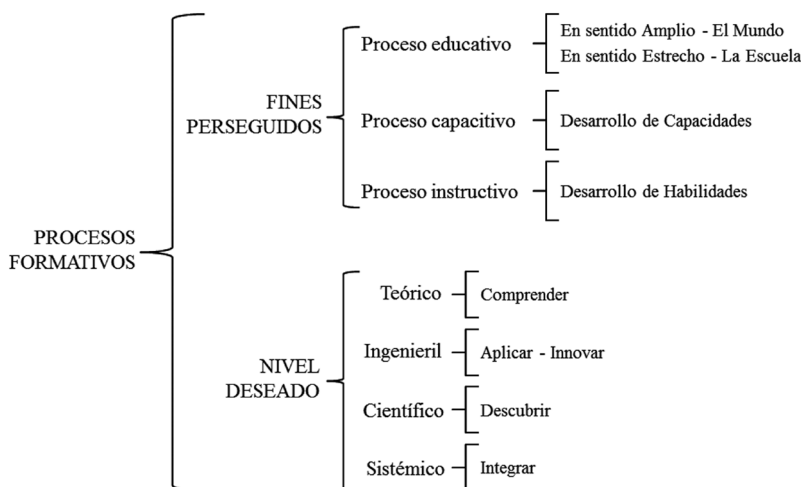 PROCESOS
FORMATIVOS
FINES
PERSEGUIDOS
Proceso educativo
En sentido Amplio - El Mundo
En sentido Estrecho - La Escuela
Proceso capacitivo
Desarrollo de Capacidades
Proceso instructivo
Desarrollo de Habilidades
NIVEL
DESEADO
Teórico
Comprender
Ingenieril
Aplicar - Innovar
Científico
Descubrir
Sistémico
Integrar